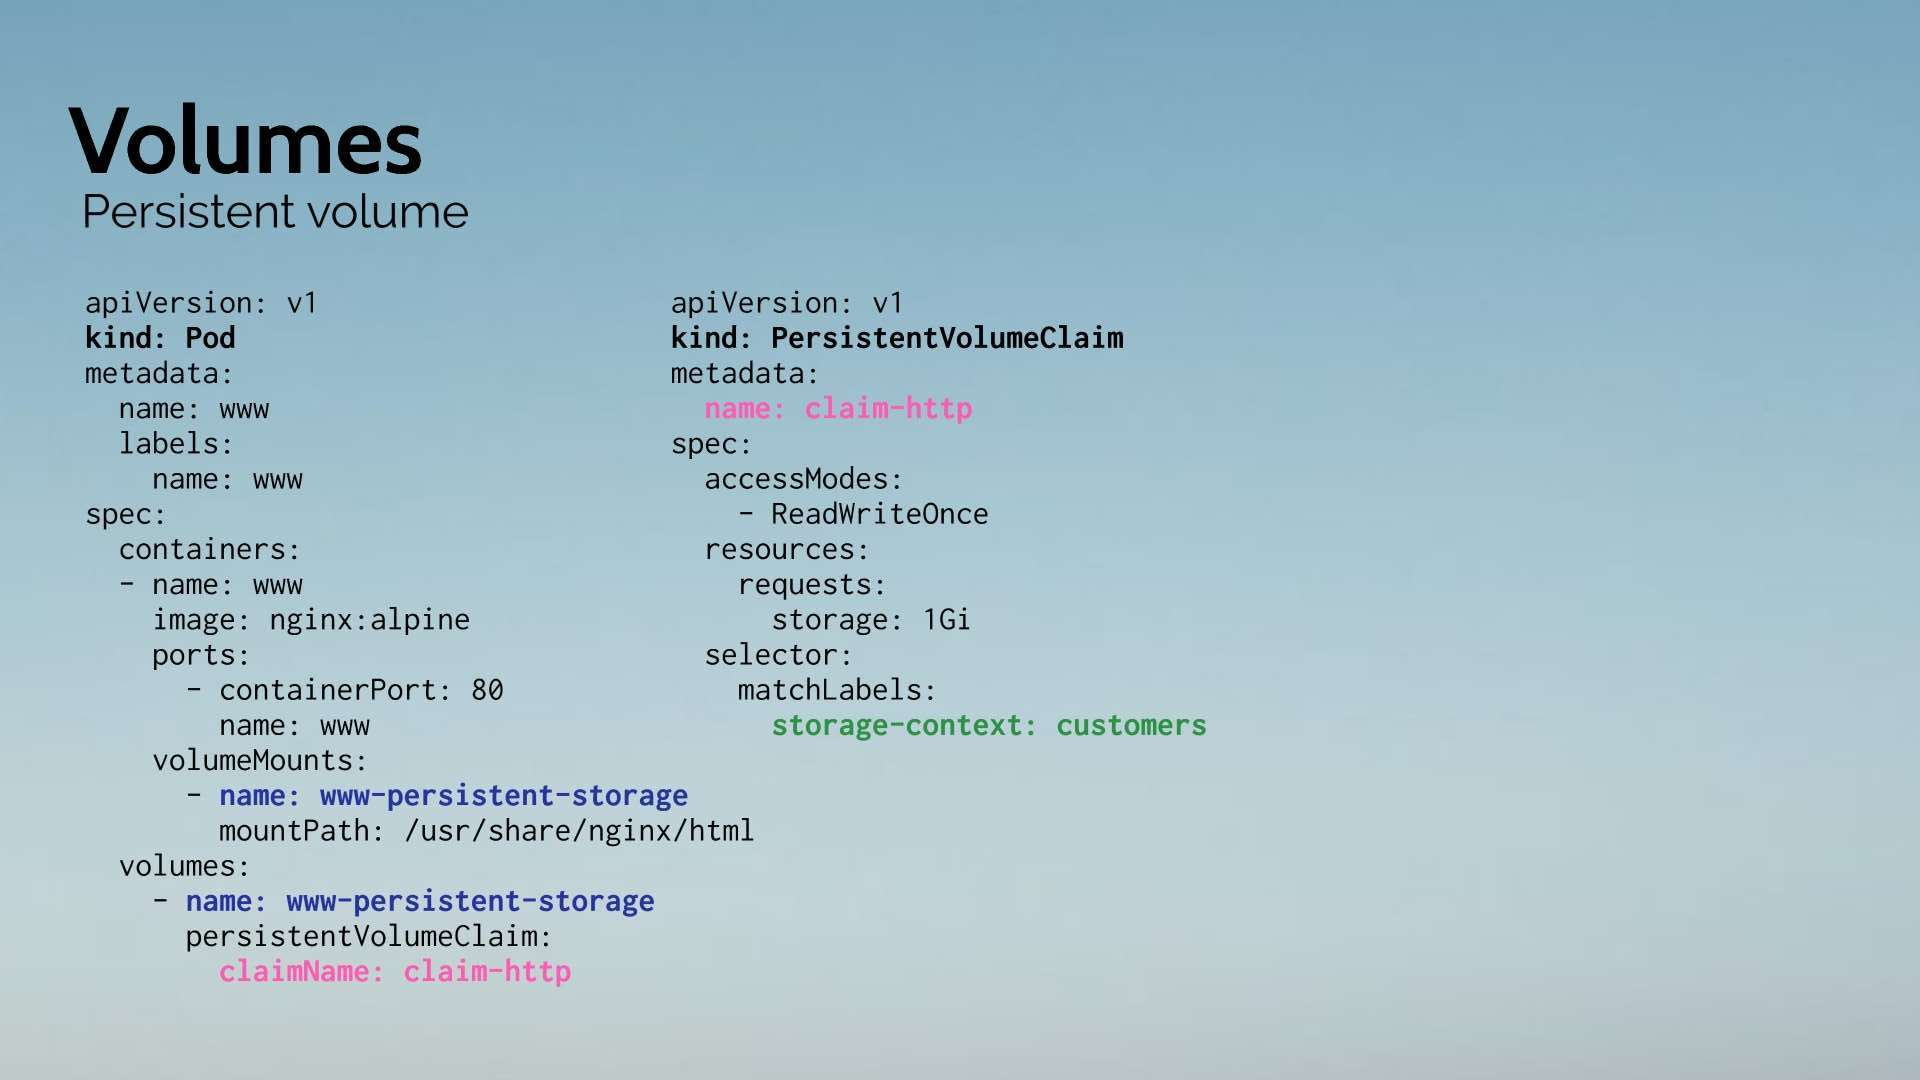 Volumes
Persistent volume
apiVersion: v1
kind: Pod
metadata:
  name: www
  labels:
    name: www
spec:
  containers:
  - name: www
    image: nginx:alpine
    ports:
      - containerPort: 80
        name: www
    volumeMounts:
      - name: www-persistent-storage
        mountPath: /usr/share/nginx/html
  volumes:
    - name: www-persistent-storage
      persistentVolumeClaim:
        claimName: claim-http
apiVersion: v1
kind: PersistentVolumeClaim
metadata:
  name: claim-http
spec:
  accessModes:
    - ReadWriteOnce
  resources:
    requests:
      storage: 1Gi
  selector:
    matchLabels:
      storage-context: customers